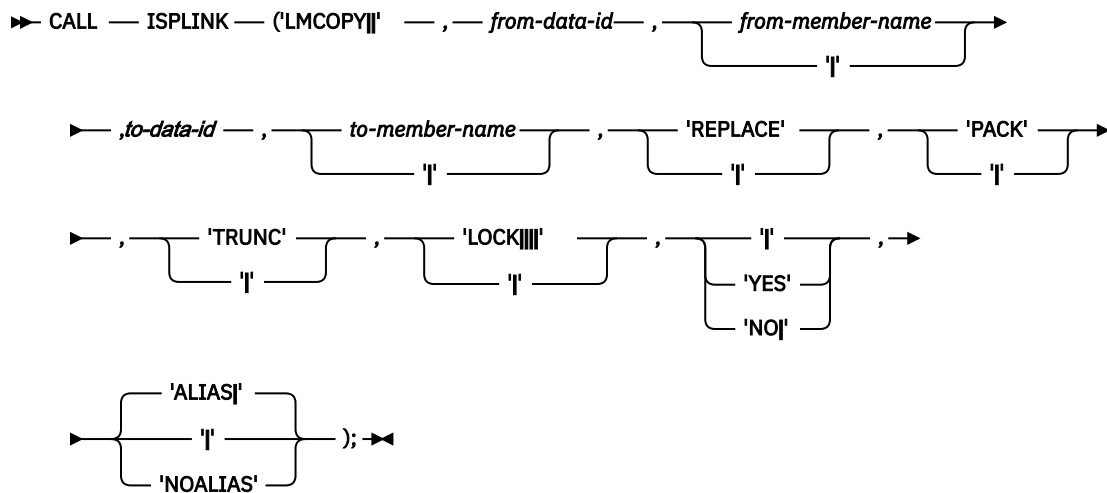 CALL ISPLINK ('LMCOPY‖' , from-data-id , from-member-name
'|'
,to-data-id , to-member-name , 'REPLACE' , 'PACK'
'|' '|' '|'
, 'TRUNC' , 'LOCK||||' , '|' ,
'|' '|' 'YES'
'NO|'
'ALIAS|'
'|' );
'NOALIAS'